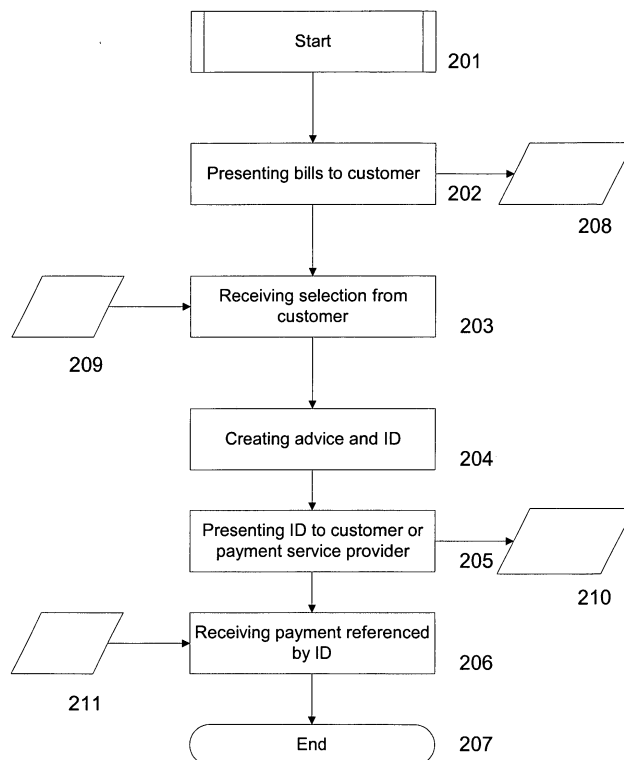 Start
201
Presenting bills to customer
202
208
Receiving selection from
customer
203
209
Creating advice and ID
204
Presenting ID to customer or
payment service provider
205
210
Receiving payment referenced
by ID
206
211
End
207